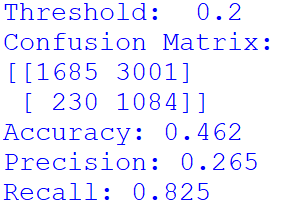 Threshold:  0.2
Confusion Matrix:
[[1685 3001]
 [ 230 1084]]
Accuracy: 0.462
Precision: 0.265
Recall: 0.825